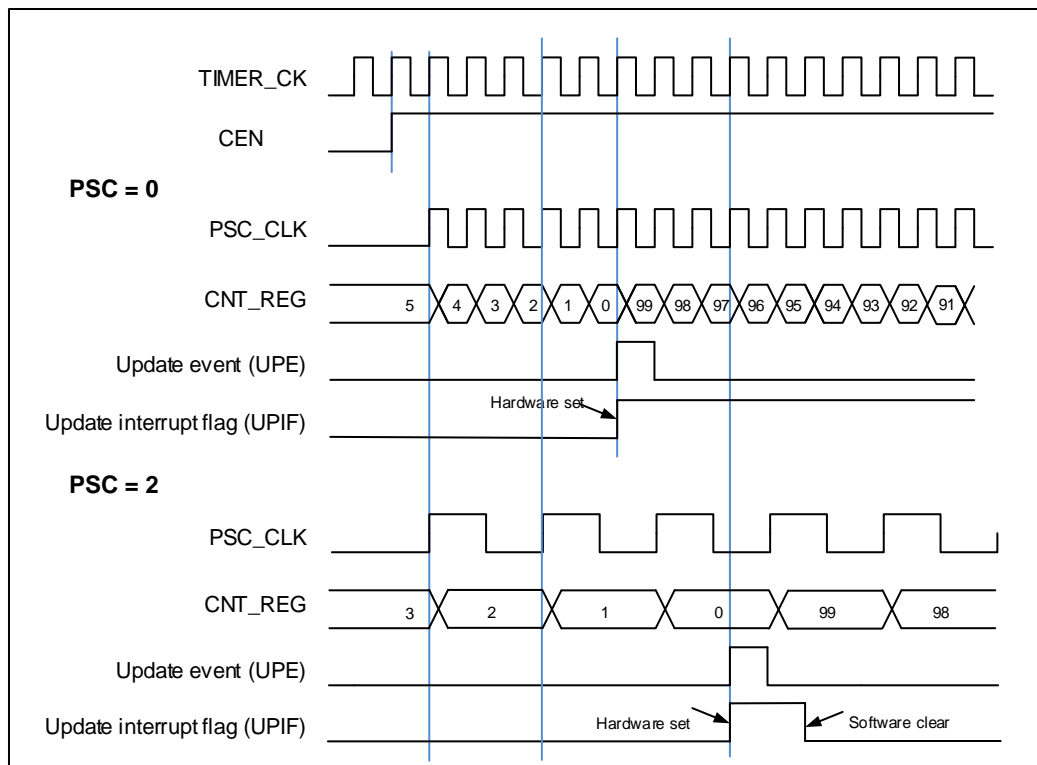 TIMER_CK
CEN
PSC = 0
PSC_CLK
CNT_REG 5 4 3 2 1 0 99 98 97 96 95 94 93 92 91
Update event (UPE)
Hardware set
Update interrupt flag (UPIF)
PSC = 2
PSC_CLK
CNT_REG 3 2 1 0 99 98
Update event (UPE)
Update interrupt flag (UPIF) Hardware set Software clear